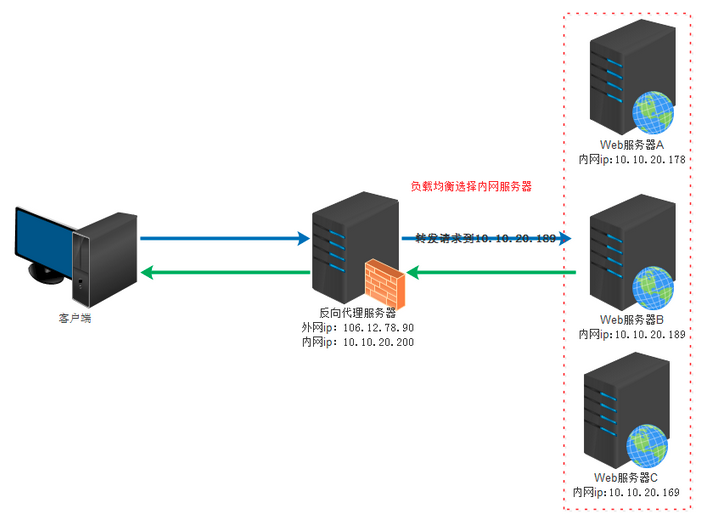 Web服务器A
内网ip:10.10.20.178
负载均衡选择内网服务器
转发请求到10.10.20.189
客户端
反向代理服务器
外网ip: 106.12.78.90
内网ip: 10.10.20.200
Web服务器B
内网ip:10.10.20.189
Web服务器C
内网ip:10.10.20.169